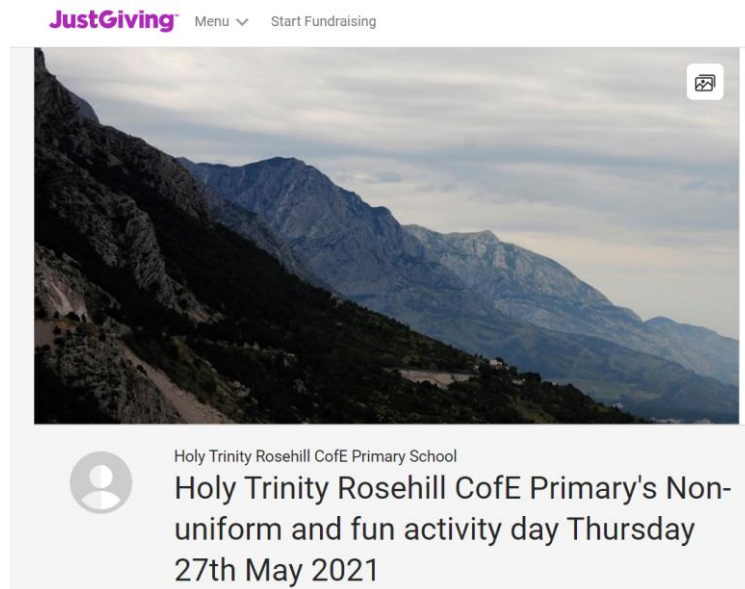 JustGiving™ Menu Start Fundraising
Holy Trinity Rosehill CofE Primary School
Holy Trinity Rosehill CofE Primary's Non-
uniform and fun activity day Thursday
27th May 2021